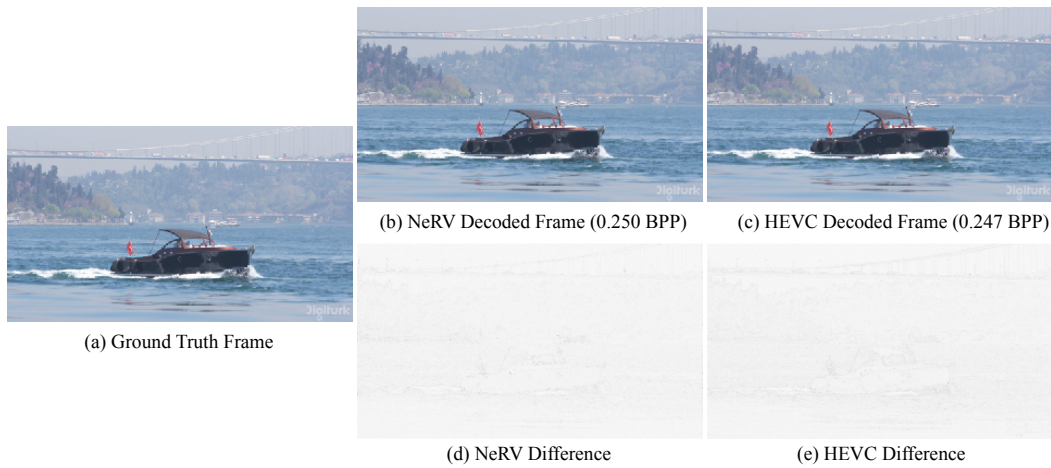 Digiturk
Digiturk
Digiturk
(b) NeRV Decoded Frame (0.250 BPP)
(c) HEVC Decoded Frame (0.247 BPP)
(a) Ground Truth Frame
(d) NeRV Difference
(e) HEVC Difference